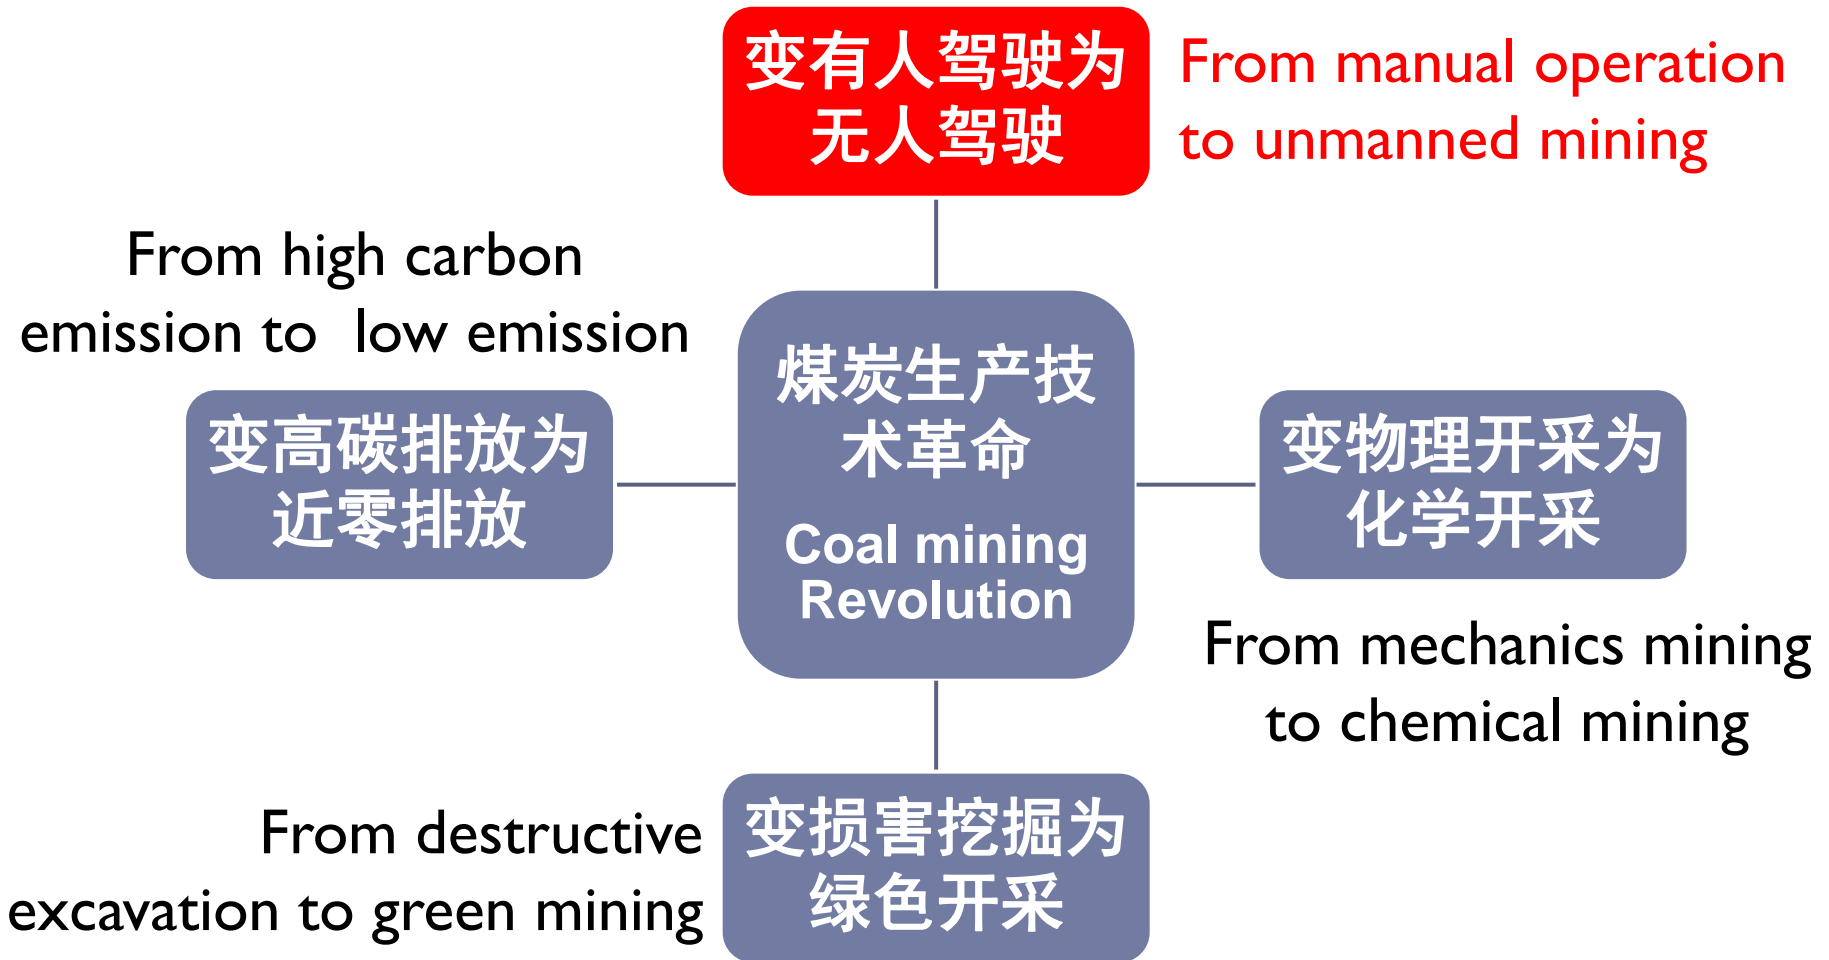 变有人驾驶为
无人驾驶
From manual operation
to unmanned mining
From high carbon
emission to low emission
变高碳排放为
近零排放
煤炭生产技
术革命
Coal mining
Revolution
变物理开采为
化学开采
From mechanics mining
to chemical mining
From destructive
excavation to green mining
变损害挖掘为
绿色开采